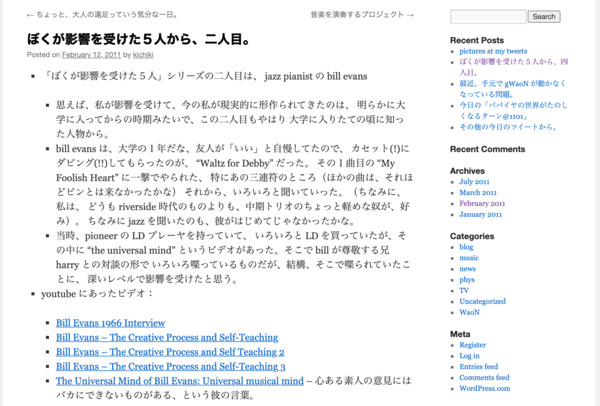 ← ちょっと、大人の遠足っていう気分な一日。
音楽を演奏するプロジェクト →
ぼくが影響を受けた５人から、二人目。
Posted on February 12, 2011 by kichiki
「ぼくが影響を受けた５人」シリーズの二人目は、 jazz pianist の bill evans
思えば、私が影響を受けて、今の私が現実的に形作られてきたのは、 明らかに大
学に入ってからの時期みたいで、この二人目もやはり 大学に入りたての頃に知っ
た人物から。
bill evans は、大学の 1 年だな、友人が「いい」と自慢してたので、 カセット(!)に
ダビング(!!)してもらったのが、 “Waltz for Debby” だった。 その 1 曲目の “My
Foolish Heart” に一撃でやられた、 特にあの三連符のところ（ほかの曲は、それほ
どピンとは来なかったかな） それから、いろいろと聞いていった。（ちなみに、
私は、 どうも riverside 時代のものよりも、中期トリオのちょっと軽めな奴が、好
み）。 ちなみに jazz を聞いたのも、彼がはじめてじゃなかったかな。
当時、pioneer の LD プレーヤを持っていて、 いろいろと LD を買っていたが、そ
の中に “the universal mind” というビデオがあった。そこで bill が尊敬する兄
harry との対談の形で いろいろ喋っているものだが、結構、そこで喋られていたこ
とに、 深いレベルで影響を受けたと思う。
youtube にあったビデオ：
Bill Evans 1966 Interview
Bill Evans – The Creative Process and Self-Teaching
Bill Evans – The Creative Process and Self Teaching 2
Bill Evans – The Creative Process and Self-Teaching 3
The Universal Mind of Bill Evans: Universal musical mind – 心ある素人の意見には
バカにできないものがある、という彼の言葉。
Search
Recent Posts
pictures at my tweets
ぼくが影響を受けた５人から、四
人目。
最近、手元で gWaoN が動かなく
なっている問題。
今日の「パパイヤの世界がたのし
くなるターン@1101」
その他の今日のツイートから。
Recent Comments
Archives
July 2011
March 2011
February 2011
January 2011
Categories
blog
music
news
phys
TV
Uncategorized
WaoN
Meta
Register
Log in
Entries feed
Comments feed
WordPress.com